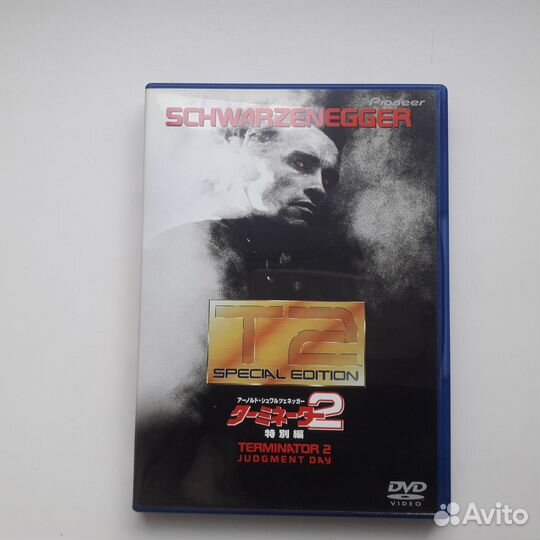 Pioneer
SCHWARZENEGGER
T2
SPECIAL EDITION
アーノルド・シュワルツェネッガー
ターミネーター2
特別編
TERMINATOR 2
JUDGMENT DAY
DVD
VIDEO
Avito